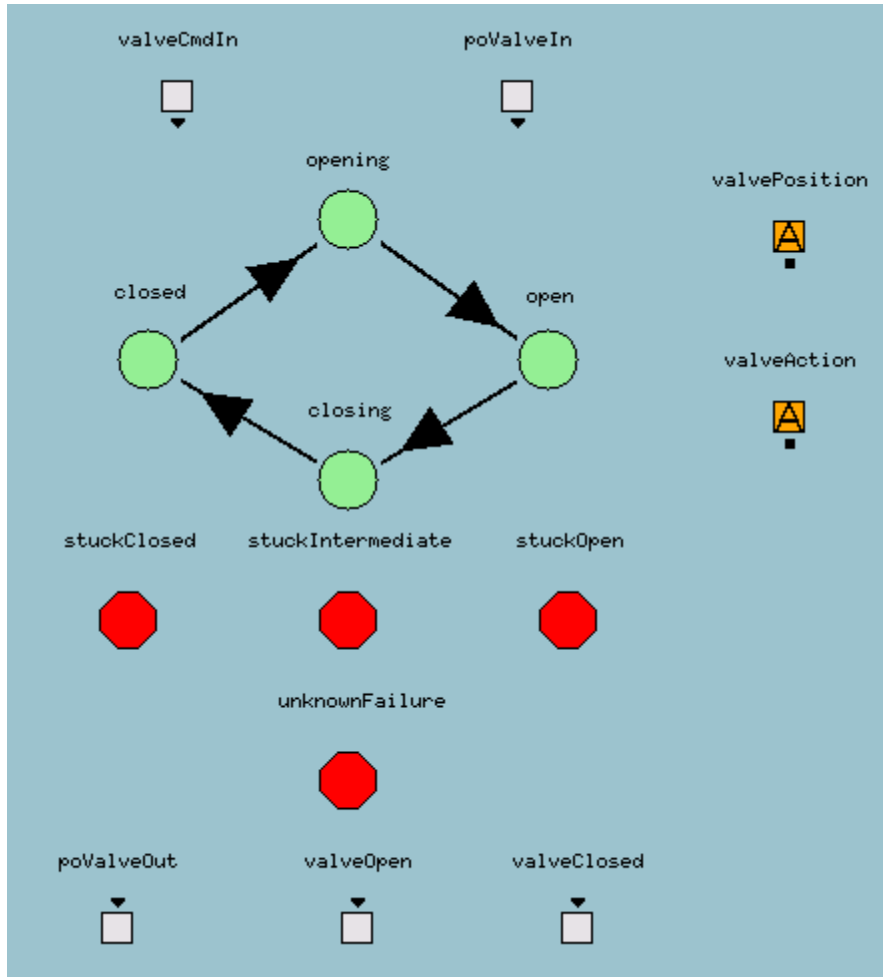 valveCmdIn
poValveIn
opening
valvePosition
closed
open
valveAction
closing
stuckClosed
stuckIntermediate
stuckOpen
unknownFailure
poValveOut
valveOpen
valveClosed
A
A